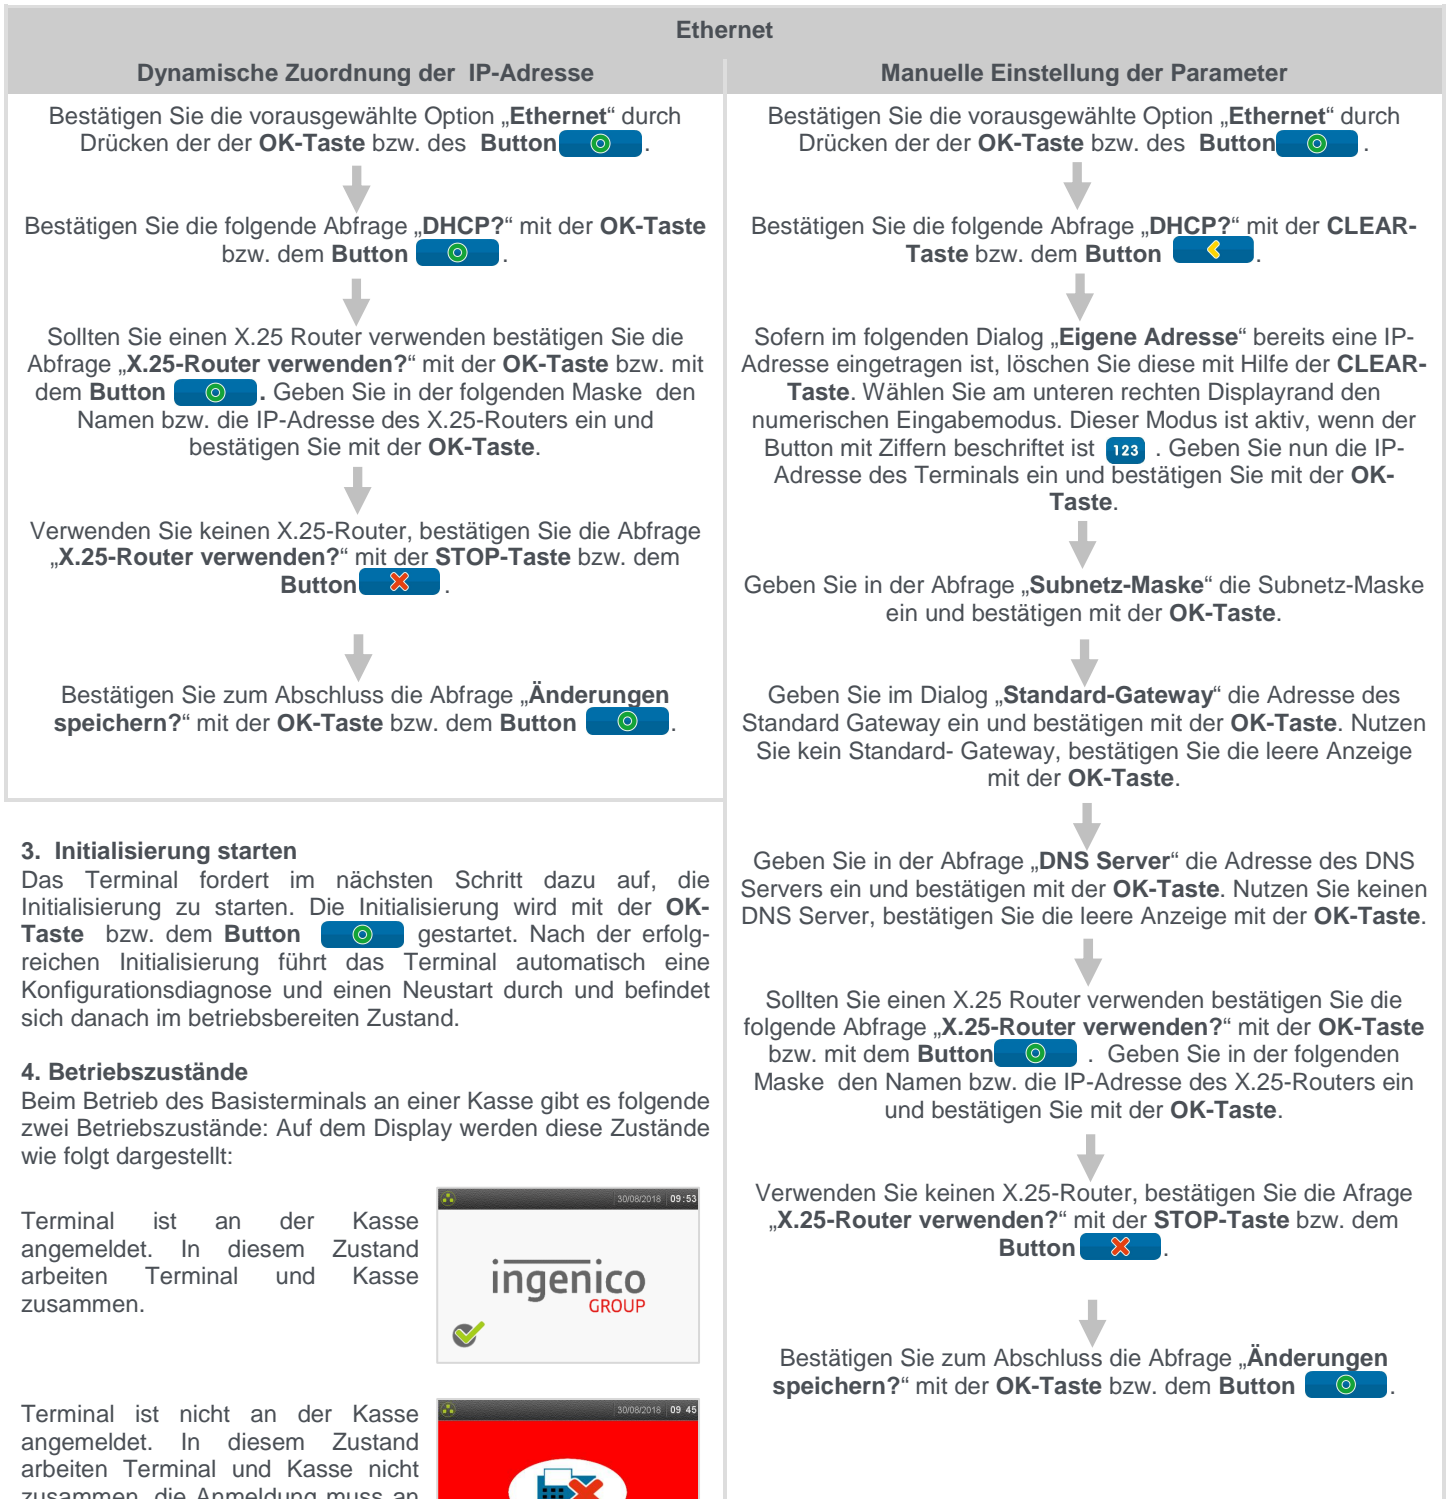 Ethernet
Dynamische Zuordnung der IP-Adresse
Bestätigen Sie die vorausgewählte Option „Ethernet“ durch
Drücken der der OK-Taste bzw. des Button .
Bestätigen Sie die folgende Abfrage „DHCP?“ mit der OK-Taste
bzw. dem Button .
Sollten Sie einen X.25 Router verwenden bestätigen Sie die
Abfrage „X.25-Router verwenden?“ mit der OK-Taste bzw. mit
dem Button . Geben Sie in der folgenden Maske den
Namen bzw. die IP-Adresse des X.25-Routers ein und
bestätigen Sie mit der OK-Taste.
Verwenden Sie keinen X.25-Router, bestätigen Sie die Abfrage
„X.25-Router verwenden?“ mit der STOP-Taste bzw. dem
Button .
Bestätigen Sie zum Abschluss die Abfrage „Änderungen
speichern?“ mit der OK-Taste bzw. dem Button .
Manuelle Einstellung der Parameter
Bestätigen Sie die vorausgewählte Option „Ethernet“ durch
Drücken der der OK-Taste bzw. des Button .
Bestätigen Sie die folgende Abfrage „DHCP?“ mit der CLEAR-
Taste bzw. dem Button .
Sofern im folgenden Dialog „Eigene Adresse“ bereits eine IP-
Adresse eingetragen ist, löschen Sie diese mit Hilfe der CLEAR-
Taste. Wählen Sie am unteren rechten Displayrand den
numerischen Eingabemodus. Dieser Modus ist aktiv, wenn der
Button mit Ziffern beschriftet ist 123 . Geben Sie nun die IP-
Adresse des Terminals ein und bestätigen Sie mit der OK-
Taste.
Geben Sie in der Abfrage „Subnetz-Maske“ die Subnetz-Maske
ein und bestätigen mit der OK-Taste.
Geben Sie im Dialog „Standard-Gateway“ die Adresse des
Standard Gateway ein und bestätigen mit der OK-Taste. Nutzen
Sie kein Standard- Gateway, bestätigen Sie die leere Anzeige
mit der OK-Taste.
Geben Sie in der Abfrage „DNS Server“ die Adresse des DNS
Servers ein und bestätigen mit der OK-Taste. Nutzen Sie keinen
DNS Server, bestätigen Sie die leere Anzeige mit der OK-Taste.
Sollten Sie einen X.25 Router verwenden bestätigen Sie die
folgende Abfrage „X.25-Router verwenden?“ mit der OK-Taste
bzw. mit dem Button . Geben Sie in der folgenden
Maske den Namen bzw. die IP-Adresse des X.25-Routers ein
und bestätigen Sie mit der OK-Taste.
Verwenden Sie keinen X.25-Router, bestätigen Sie die Afrage
„X.25-Router verwenden?“ mit der STOP-Taste bzw. dem
Button .
Bestätigen Sie zum Abschluss die Abfrage „Änderungen
speichern?“ mit der OK-Taste bzw. dem Button .
3. Initialisierung starten
Das Terminal fordert im nächsten Schritt dazu auf, die
Initialisierung zu starten. Die Initialisierung wird mit der OK-
Taste bzw. dem Button gestartet. Nach der erfolg-
reichen Initialisierung führt das Terminal automatisch eine
Konfigurationsdiagnose und einen Neustart durch und befindet
sich danach im betriebsbereiten Zustand.
4. Betriebszustände
Beim Betrieb des Basisterminals an einer Kasse gibt es folgende
zwei Betriebszustände: Auf dem Display werden diese Zustände
wie folgt dargestellt:
Terminal ist an der Kasse
angemeldet. In diesem Zustand
arbeiten Terminal und Kasse
zusammen.
30/08/2018 09:53
ingenico
GROUP
Terminal ist nicht an der Kasse
angemeldet. In diesem Zustand
arbeiten Terminal und Kasse nicht
zusammen, die Anmeldung muss an
30/08/2018 09 45